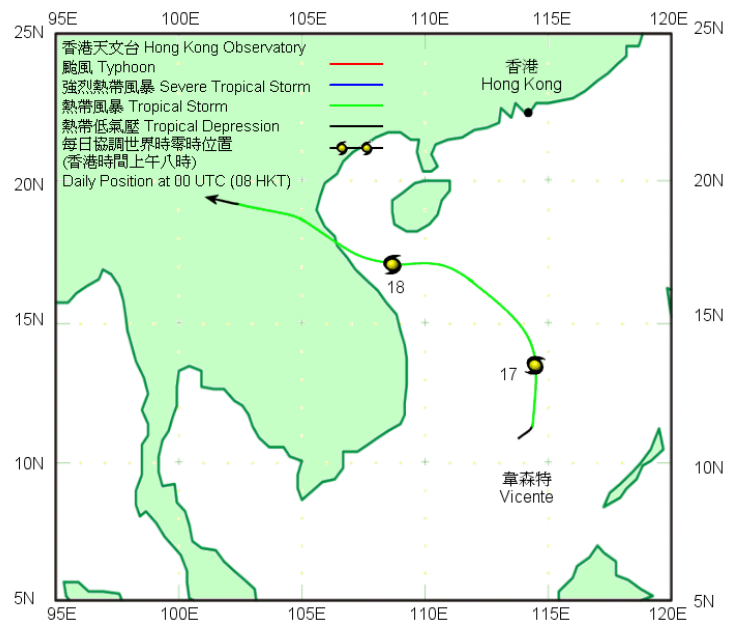 95E 100E 105E 110E 115E 120E
25N 25N
香港天文台 Hong Kong Observatory
颱風 Typhoon
強烈熱帶風暴 Severe Tropical Storm
熱帶風暴 Tropical Storm
熱帶低氣壓 Tropical Depression
每日協調世界時零時位置
(香港時間上午八時)
Daily Position at 00 UTC (08 HKT)
香港
Hong Kong
20N 20N
18
15N 15N
17
10N 10N
韋森特
Vicente
5N 5N
95E 100E 105E 110E 115E 120E